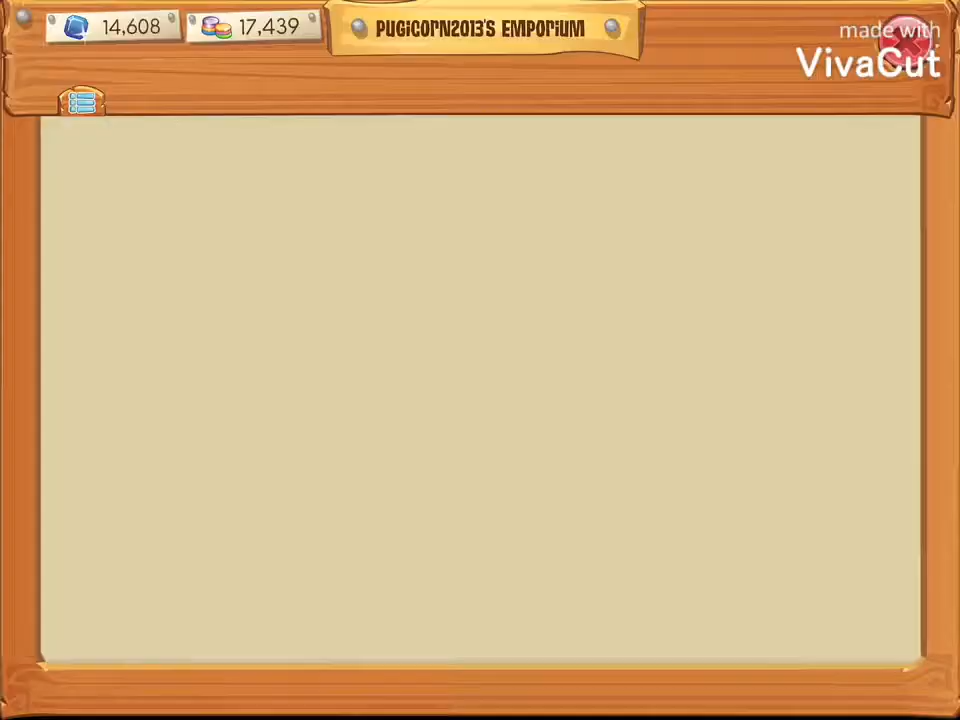 14,608
17,439
PUGICORN2013'S EMPORIUM
made with
VivaCut